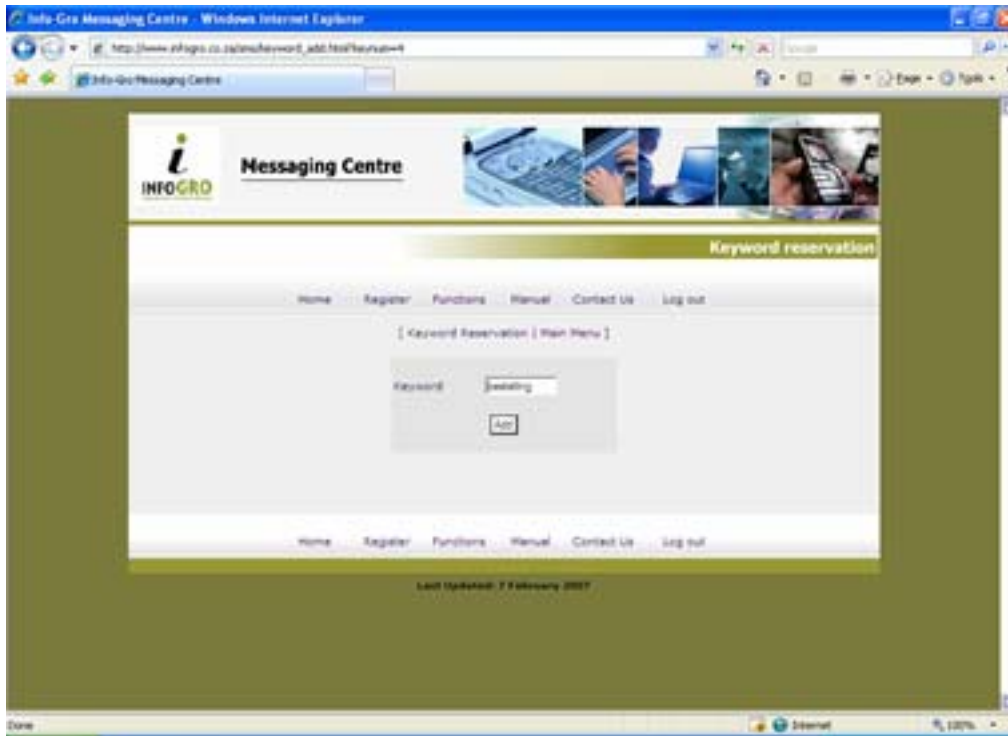 Info-Gro Messaging Centre - Windows Internet Explorer
Info-Gro Messaging Centre
Page Tools
i
INFOGRO
Messaging Centre
Keyword reservation
Home Register Functions Manual Contact Us Log out
[ Keyword Reservation | Main Menu ]
Keyword
Add
Home Register Functions Manual Contact Us Log out
Last Updated: 7 February 2007
Done Internet 100%